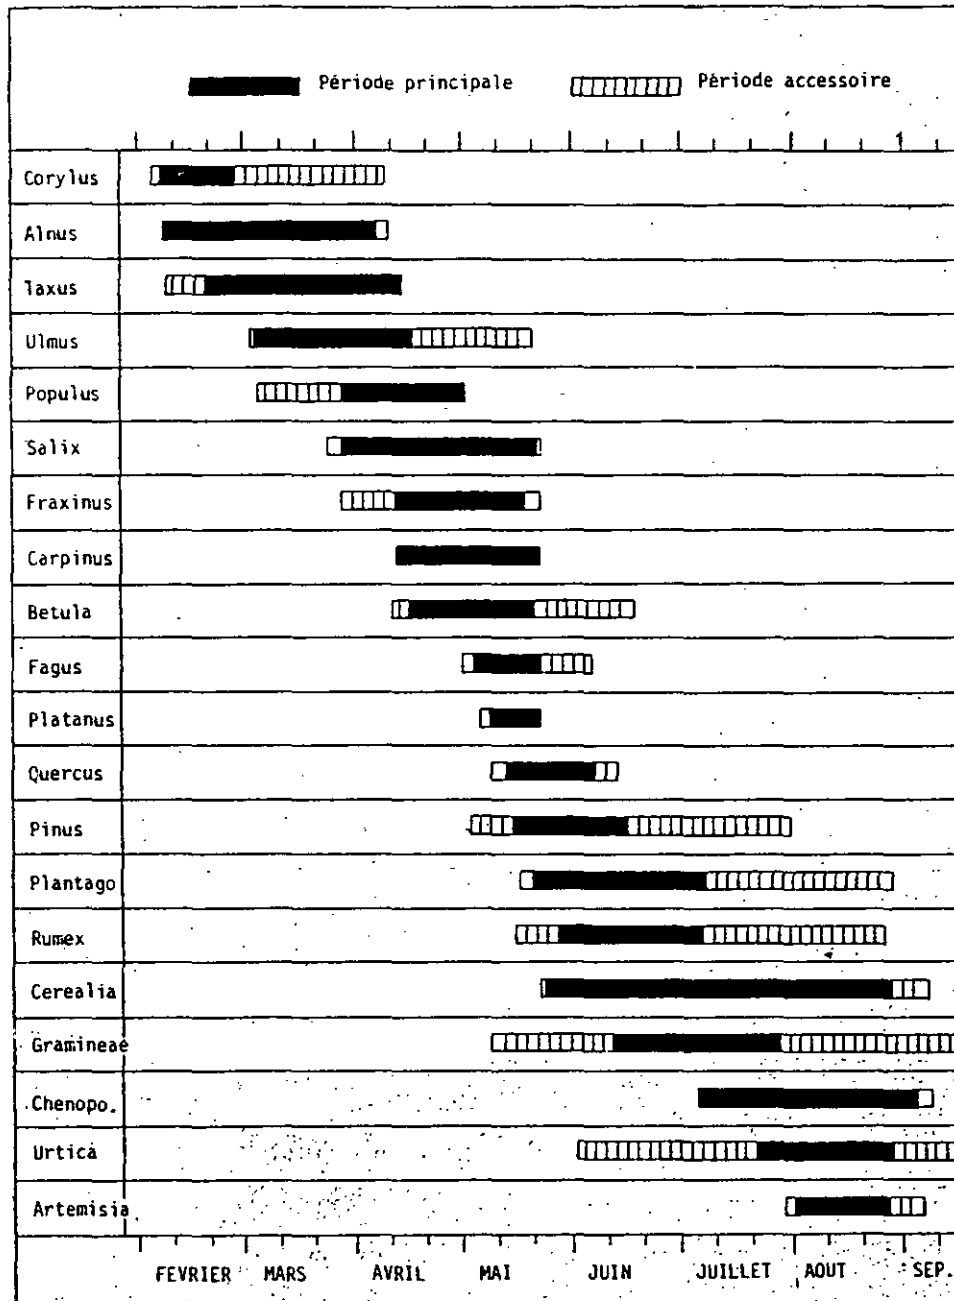 Période principale Période accessoire
Corylus
Alnus
Taxus
Ulmus
Populus
Salix
Fraxinus
Carpinus
Betula
Fagus
Platanus
Quercus
Pinus
Plantago
Rumex
Cerealia
Gramineae
Chenopo.
Urtica
Artemisia
FEVRIER MARS AVRIL MAI JUIN JUILLET AOUT SEP.